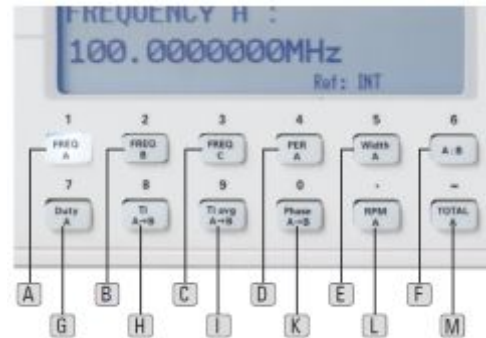 FREQUENCY A :
100.0000000MHz
Ref: INT
1 2 3 4 5 6
FREQ A FREQ B FREQ C PER A Width A A:B
7 8 9 0 . -
Duty A TI A→B TI avg A→B Phase A→B RPM A TOTAL A
A B C D E F
G H I K L M